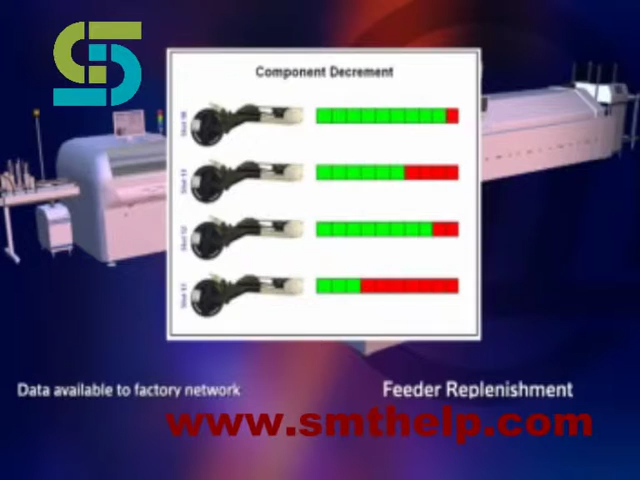 Component Decrement
Data available to factory network
Feeder Replenishment
www.smthelp.com